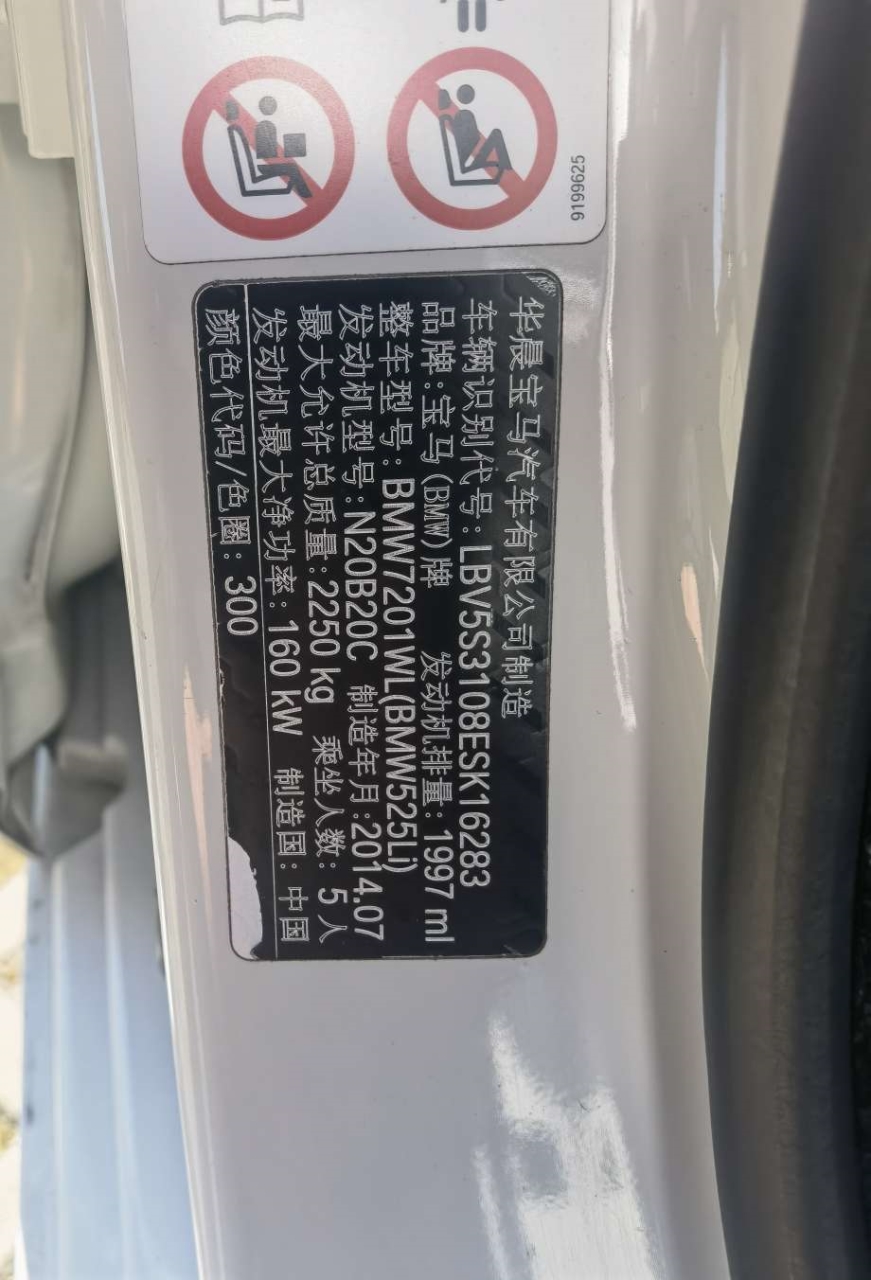 9199625
华晨宝马汽车有限公司制造
车辆识别代号:LBV5S3108ESK16283
品牌:宝马(BMW)牌 发动机排量:1997 ml
整车型号:BMW7201WL(BMW525Li)
发动机型号:N20B20C 制造年月:2014.07
最大允许总质量:2250 kg 乘坐人数:5人
发动机最大净功率:160 kW 制造国:中国
颜色代码/色圈:300